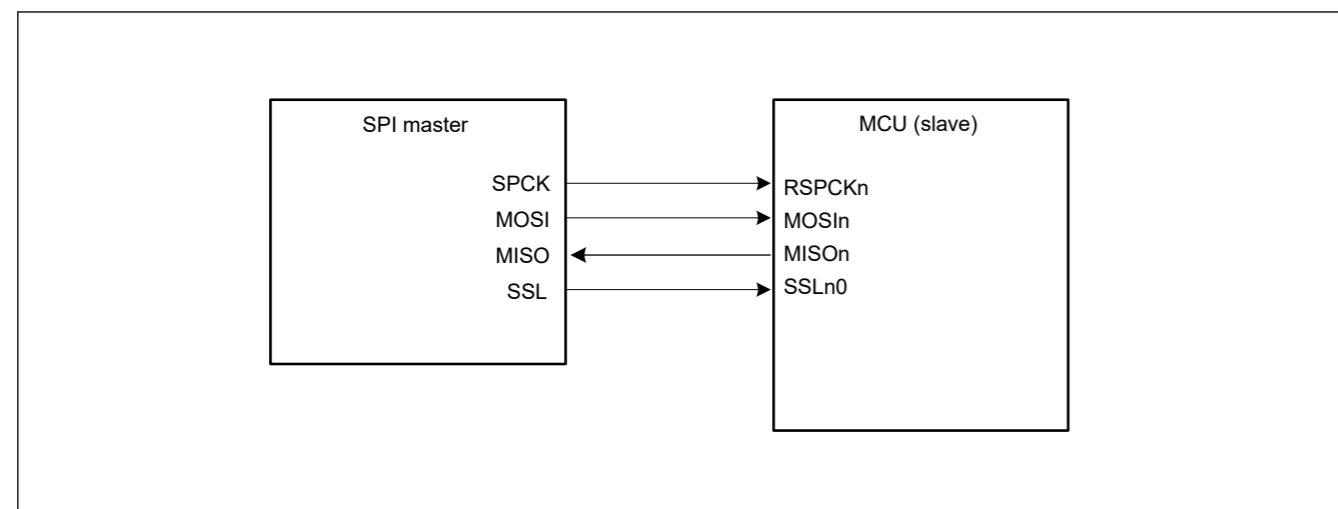 SPI master
SPCK
MOSI
MISO
SSL
MCU (slave)
RSPCKn
MOSIn
MISOn
SSLn0